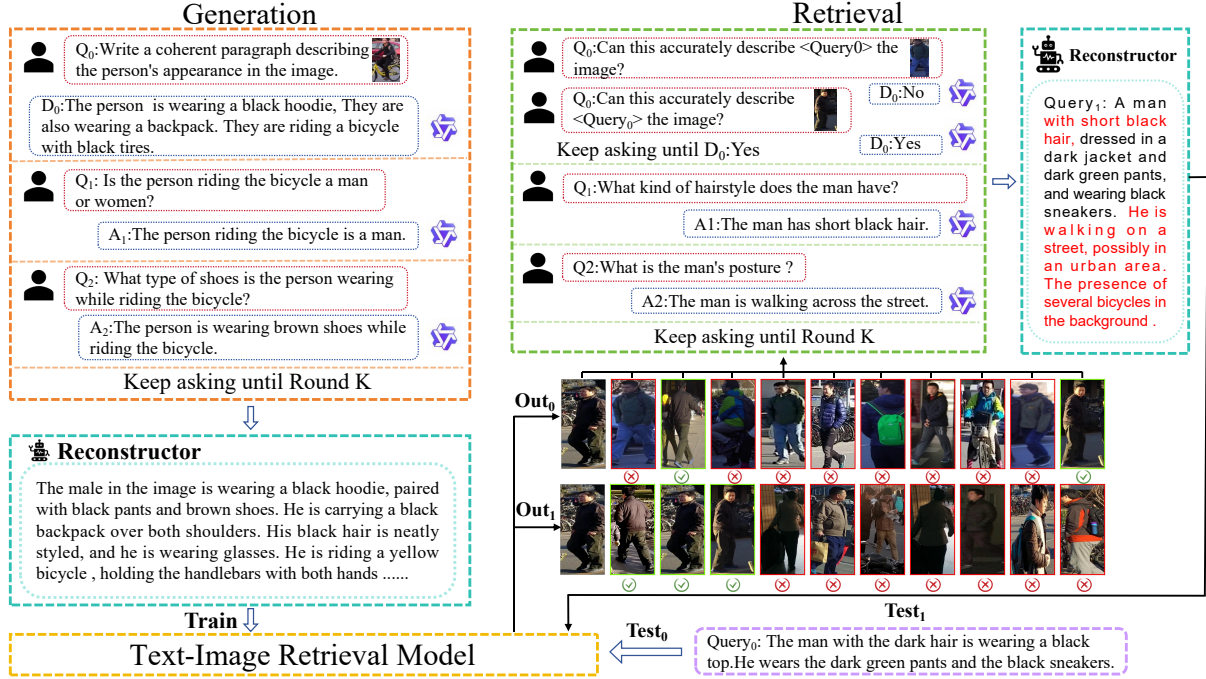 Generation
Q0:Write a coherent paragraph describing
the person's appearance in the image.
D0:The person is wearing a black hoodie, They are
also wearing a backpack. They are riding a bicycle
with black tires.
Q1: Is the person riding the bicycle a man
or women?
A1:The person riding the bicycle is a man.
Q2: What type of shoes is the person wearing
while riding the bicycle?
A2:The person is wearing brown shoes while
riding the bicycle.
Keep asking until Round K
Reconstructor
The male in the image is wearing a black hoodie, paired
with black pants and brown shoes. He is carrying a black
backpack over both shoulders. His black hair is neatly
styled, and he is wearing glasses. He is riding a yellow
bicycle , holding the handlebars with both hands ......
Train
Text-Image Retrieval Model
Retrieval
Q0:Can this accurately describe <Query0> the
image?
D0:No
Q0:Can this accurately describe
<Query0> the image?
D0:Yes
Keep asking until D0:Yes
Q1:What kind of hairstyle does the man have?
A1:The man has short black hair.
Q2:What is the man's posture ?
A2:The man is walking across the street.
Keep asking until Round K
Reconstructor
Query1: A man
with short black
hair, dressed in a
dark jacket and
dark green pants,
and wearing black
sneakers. He is
walking on a
street, possibly in
an urban area.
The presence of
several bicycles in
the background .
Out0
Out1
Test1
Test0
Query0: The man with the dark hair is wearing a black
top.He wears the dark green pants and the black sneakers.